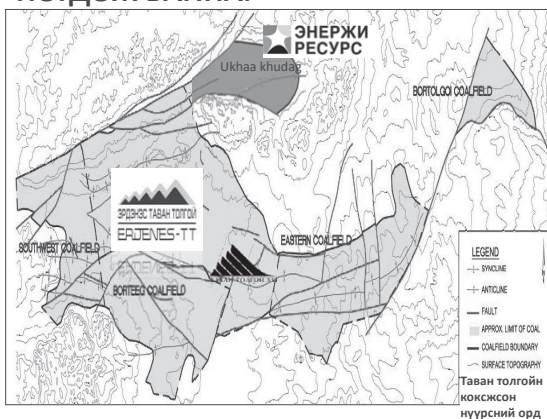 ЭНЕРЖИ
РЕСУРС
Ukhaa khudag
BORTOLGOI COALFIELD
ЭРДЭНЭС ТАВАН ТОЛГОЙ
ERDENES-TT
EASTERN COALFIELD
SOUTHWEST COALFIELD
BORTEEG COALFIELD
LEGEND
SYNCLINE
ANTICLINE
FAULT
APPROX. LIMIT OF COAL
COALFIELD BOUNDARY
SURFACE TOPOGRAPHY
Таван толгойн
коксжсон
нүүрсний орд